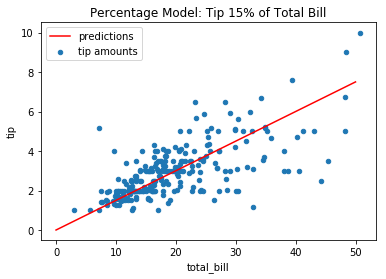 Percentage Model: Tip 15% of Total Bill
predictions
tip amounts
10
8
6
4
2
0
tip
0 10 20 30 40 50
total_bill